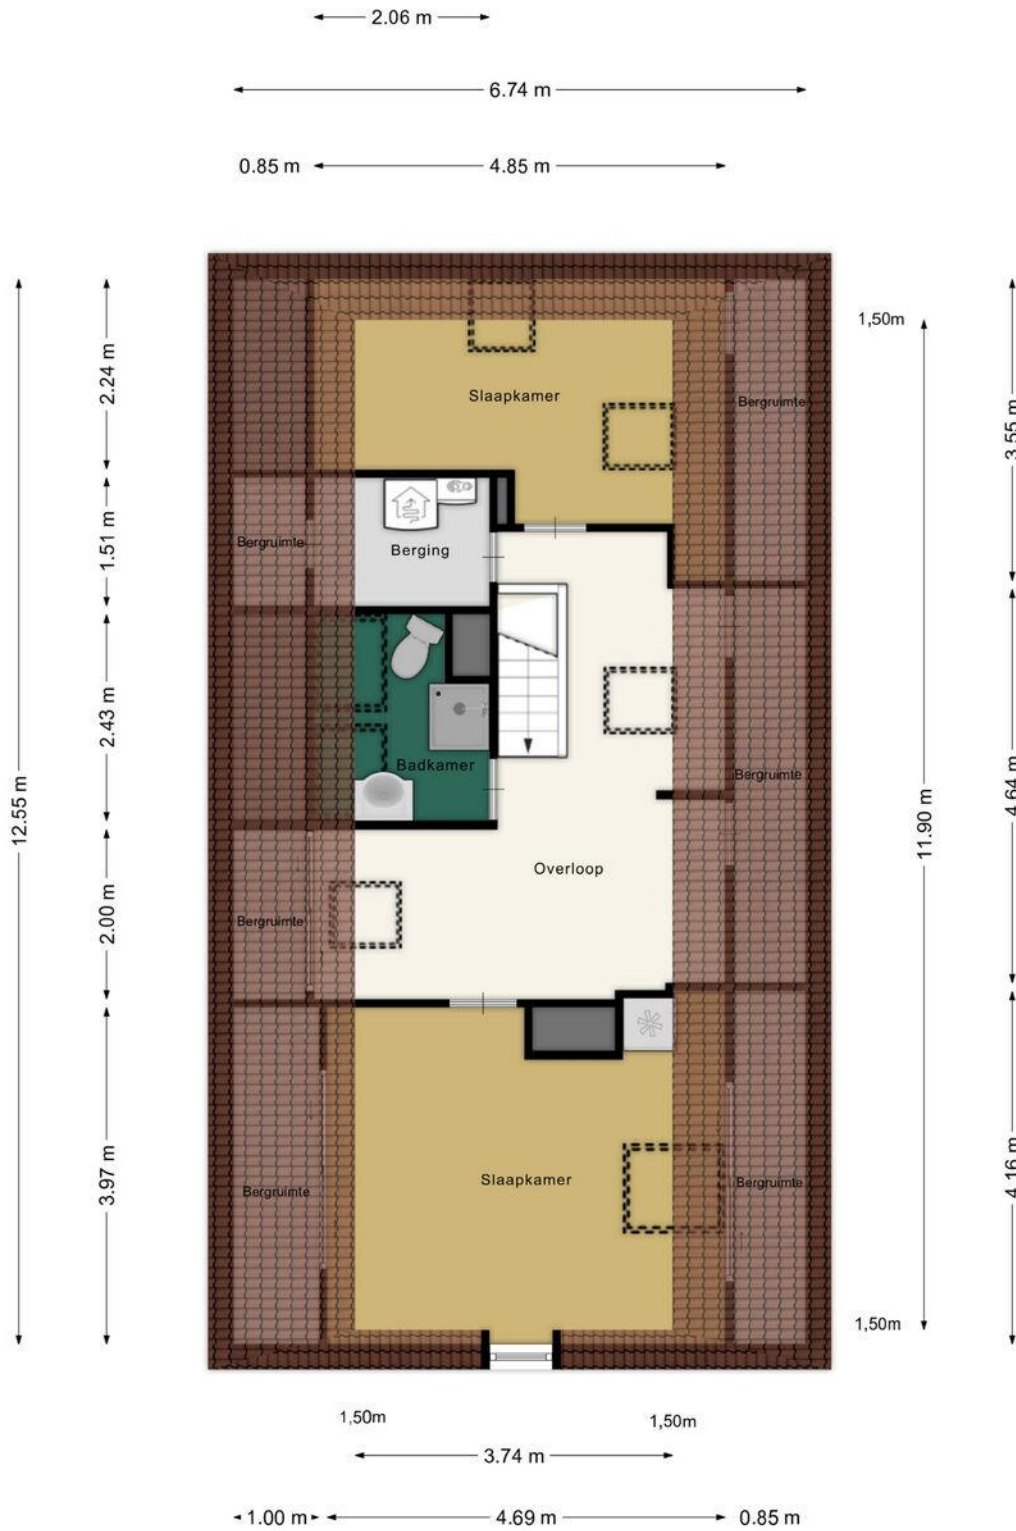 2.06 m
6.74 m
0.85 m
4.85 m
1,50m
2.24 m
3.55 m
Slaapkamer
Bergruimte
1.51 m
Bergruimte
Berging
2.43 m
Badkamer
Bergruimte
4.64 m
12.55 m
11.90 m
Overloop
2.00 m
Bergruimte
3.97 m
4.16 m
Slaapkamer
Bergruimte
Bergruimte
1,50m
1,50m
1,50m
3.74 m
1.00 m
4.69 m
0.85 m